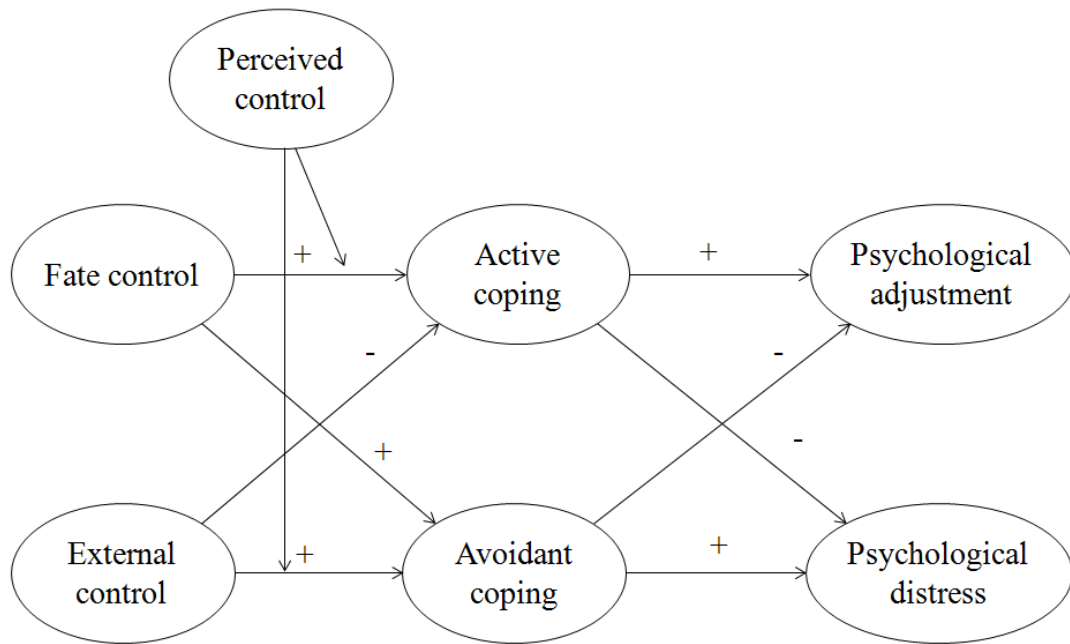 Perceived
control
+
+
Fate control
Active
coping
Psychological
adjustment
-
-
+
-
+
+
External
control
Avoidant
coping
Psychological
distress